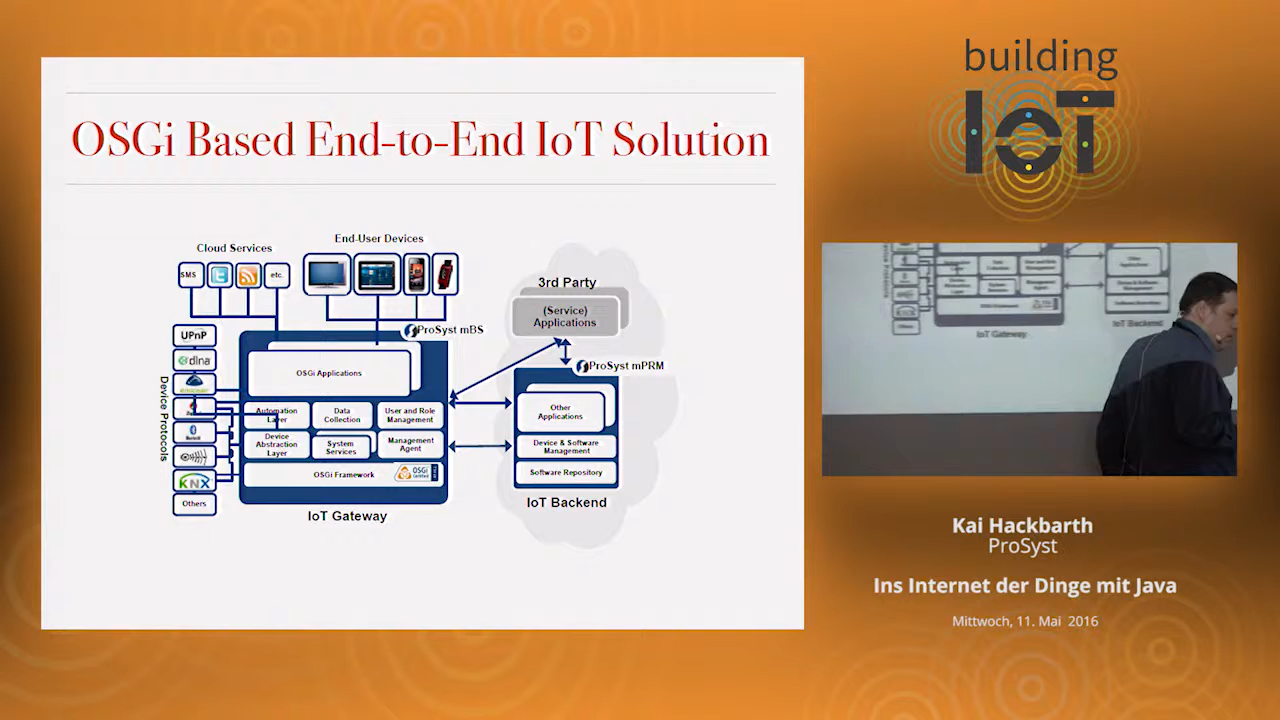 building
IoT
OSGi Based End-to-End IoT Solution
Cloud Services
End-User Devices
SMS
etc.
3rd Party
(Service)
Applications
ProSyst mBS
ProSyst mPRM
UPnP
dlna
KNX
Others
Device Protocols
OSGi Applications
Automation
Layer
Data
Collection
User and Role
Management
Device
Abstraction
Layer
System
Services
Management
Agent
OSGi Framework
OSGi
IoT Gateway
Other
Applications
Device & Software
Management
Software Repository
IoT Backend
IoT Gateway
IoT Backend
Kai Hackbarth
ProSyst
Ins Internet der Dinge mit Java
Mittwoch, 11. Mai 2016